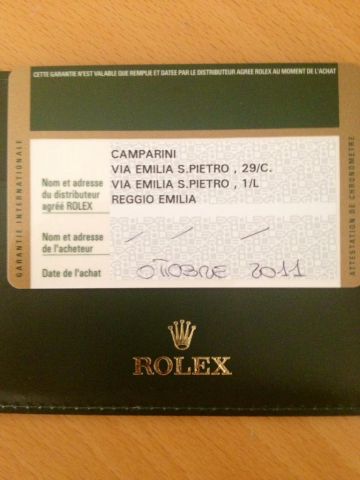 CETTE GARANTIE N'EST VALABLE QUE REMPLIE ET DATEE PAR LE DISTRIBUTEUR AGREE ROLEX AU MOMENT DE L'ACHAT
GARANTIE INTERNATIONALE
CAMPARINI
VIA EMILIA S.PIETRO , 29/C.
VIA EMILIA S.PIETRO , 1/L
REGGIO EMILIA
Nom et adresse
du distributeur
agréé ROLEX
Nom et adresse
de l'acheteur
/ / /
Date de l'achat
OTTOBRE 2011
ATTESTATION DE CHRONOMETRE
ROLEX